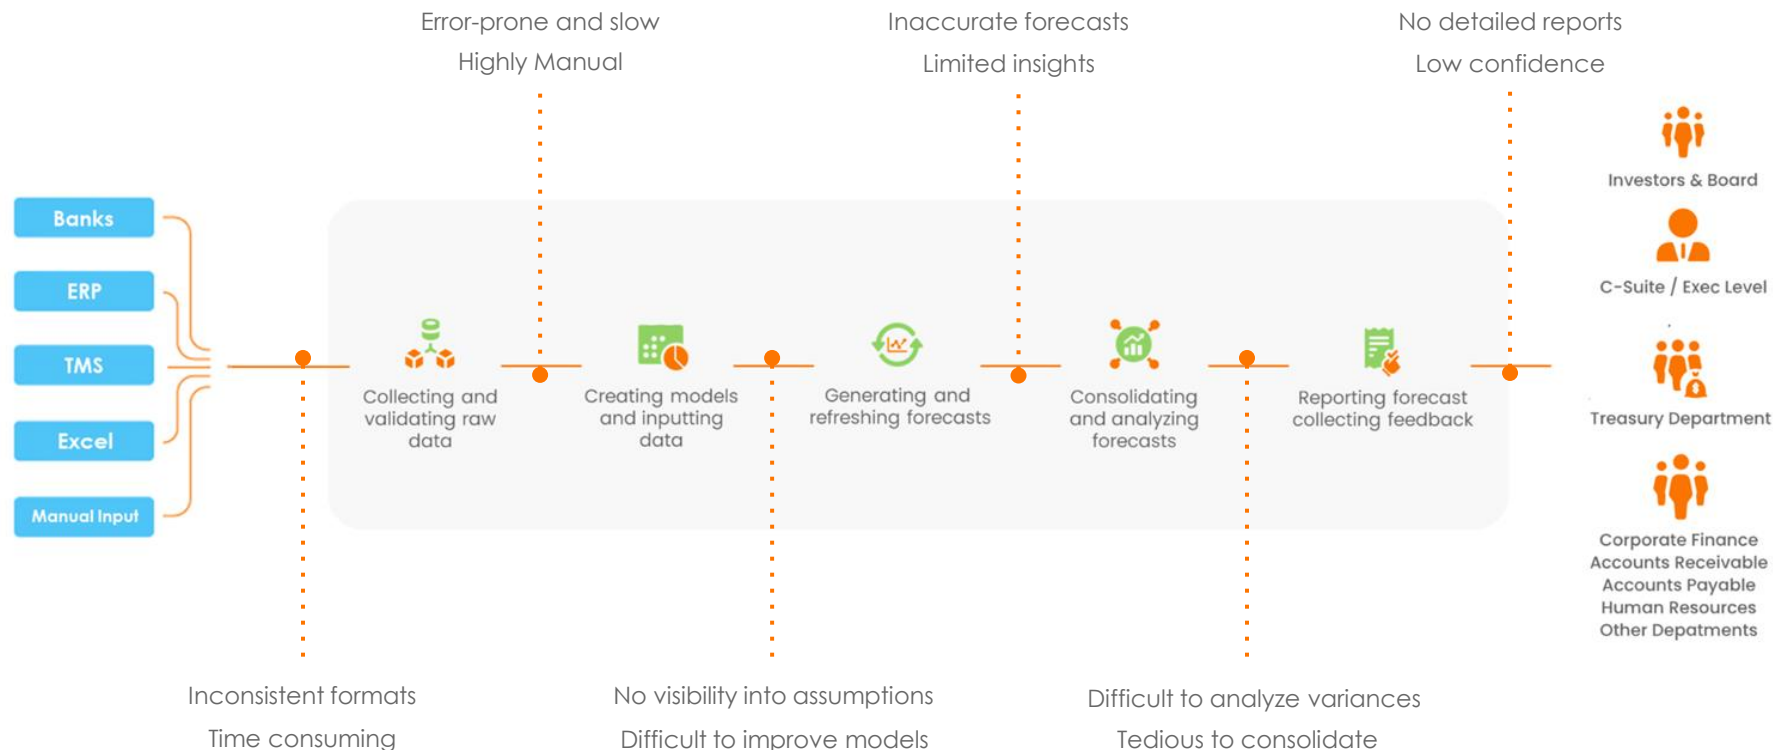 Error-prone and slow
Highly Manual
Inaccurate forecasts
Limited insights
No detailed reports
Low confidence
Banks
ERP
TMS
Excel
Manual Input
Collecting and
validating raw
data
Creating models
and inputting
data
Generating and
refreshing forecasts
Consolidating
and analyzing
forecasts
Reporting forecast
collecting feedback
Investors & Board
C-Suite / Exec Level
Treasury Department
Corporate Finance
Accounts Receivable
Accounts Payable
Human Resources
Other Depatments
Inconsistent formats
Time consuming
No visibility into assumptions
Difficult to improve models
Difficult to analyze variances
Tedious to consolidate